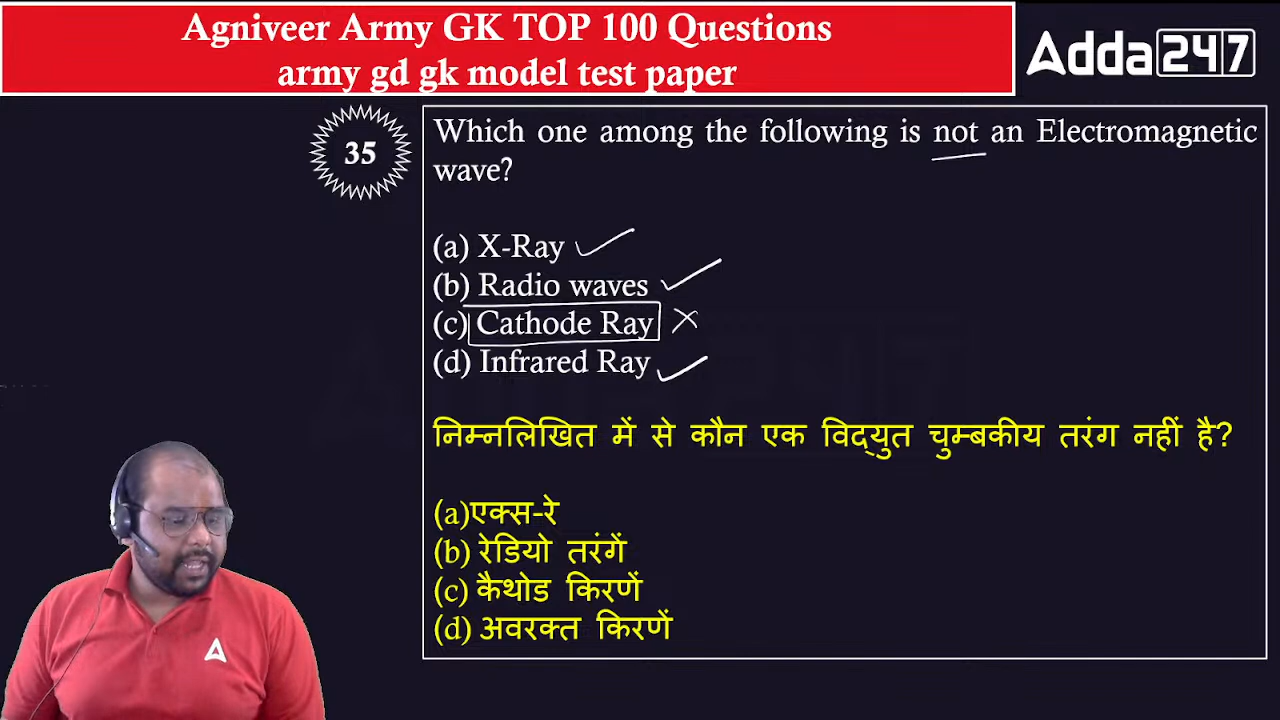 Agniveer Army GK TOP 100 Questions
army gd gk model test paper
Adda247
35
Which one among the following is not an Electromagnetic
wave?
(a) X-Ray
(b) Radio waves
(c) Cathode Ray
(d) Infrared Ray
निम्नलिखित में से कौन एक विद्युत चुम्बकीय तरंग नहीं है?
(a)एक्स-रे
(b) रेडियो तरंगें
(c) कैथोड किरणें
(d) अवरक्त किरणें